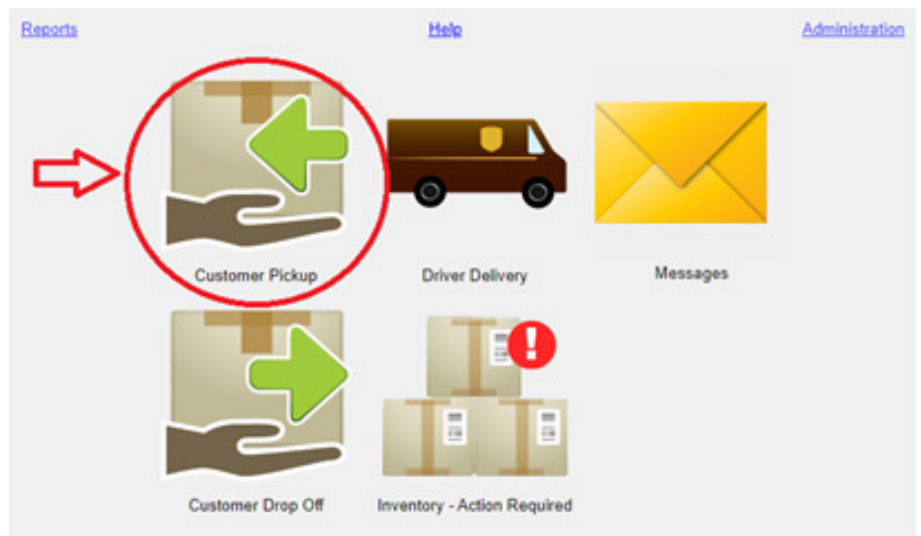 Reports Help Administration
Customer Pickup Driver Delivery Messages
Customer Drop Off Inventory - Action Required